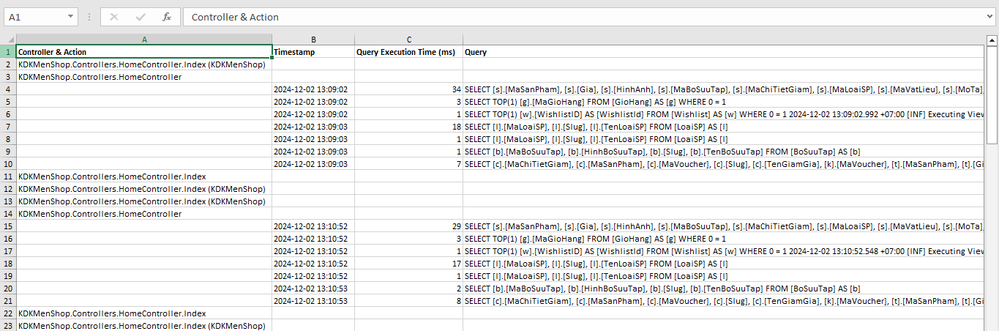 A1 fx Controller & Action
A B C
1 Controller & Action Timestamp Query Execution Time (ms) Query
2 KDKMenShop.Controllers.HomeController.Index (KDKMenShop)
3 KDKMenShop.Controllers.HomeController
4 2024-12-02 13:09:02 34 SELECT [s].[MaSanPham], [s].[Gia], [s].[HinhAnh], [s].[MaBoSuuTap], [s].[MaChiTietGiam], [s].[MaLoaiSP], [s].[MaVatLieu], [s].[MoTa],
5 2024-12-02 13:09:02 3 SELECT TOP(1) [g].[MaGioHang] FROM [GioHang] AS [g] WHERE 0 = 1
6 2024-12-02 13:09:02 1 SELECT TOP(1) [w].[WishlistID] AS [WishlistId] FROM [Wishlist] AS [w] WHERE 0 = 1 2024-12-02 13:09:02.992 +07:00 [INF] Executing View
7 2024-12-02 13:09:03 18 SELECT [l].[MaLoaiSP], [l].[Slug], [l].[TenLoaiSP] FROM [LoaiSP] AS [l]
8 2024-12-02 13:09:03 1 SELECT [l].[MaLoaiSP], [l].[Slug], [l].[TenLoaiSP] FROM [LoaiSP] AS [l]
9 2024-12-02 13:09:03 1 SELECT [b].[MaBoSuuTap], [b].[HinhBoSuuTap], [b].[Slug], [b].[TenBoSuuTap] FROM [BoSuuTap] AS [b]
10 2024-12-02 13:09:03 7 SELECT [c].[MaChiTietGiam], [c].[MaSanPham], [c].[MaVoucher], [c].[Slug], [c].[TenGiamGia], [k].[MaVoucher], [t].[MaSanPham], [t].[Gi
11 KDKMenShop.Controllers.HomeController.Index
12 KDKMenShop.Controllers.HomeController.Index (KDKMenShop)
13 KDKMenShop.Controllers.HomeController.Index (KDKMenShop)
14 KDKMenShop.Controllers.HomeController
15 2024-12-02 13:10:52 29 SELECT [s].[MaSanPham], [s].[Gia], [s].[HinhAnh], [s].[MaBoSuuTap], [s].[MaChiTietGiam], [s].[MaLoaiSP], [s].[MaVatLieu], [s].[MoTa],
16 2024-12-02 13:10:52 3 SELECT TOP(1) [g].[MaGioHang] FROM [GioHang] AS [g] WHERE 0 = 1
17 2024-12-02 13:10:52 1 SELECT TOP(1) [w].[WishlistID] AS [WishlistId] FROM [Wishlist] AS [w] WHERE 0 = 1 2024-12-02 13:10:52.548 +07:00 [INF] Executing View
18 2024-12-02 13:10:52 17 SELECT [l].[MaLoaiSP], [l].[Slug], [l].[TenLoaiSP] FROM [LoaiSP] AS [l]
19 2024-12-02 13:10:52 1 SELECT [l].[MaLoaiSP], [l].[Slug], [l].[TenLoaiSP] FROM [LoaiSP] AS [l]
20 2024-12-02 13:10:53 2 SELECT [b].[MaBoSuuTap], [b].[HinhBoSuuTap], [b].[Slug], [b].[TenBoSuuTap] FROM [BoSuuTap] AS [b]
21 2024-12-02 13:10:53 8 SELECT [c].[MaChiTietGiam], [c].[MaSanPham], [c].[MaVoucher], [c].[Slug], [c].[TenGiamGia], [k].[MaVoucher], [t].[MaSanPham], [t].[Gi
22 KDKMenShop.Controllers.HomeController.Index
23 KDKMenShop.Controllers.HomeController.Index (KDKMenShop)